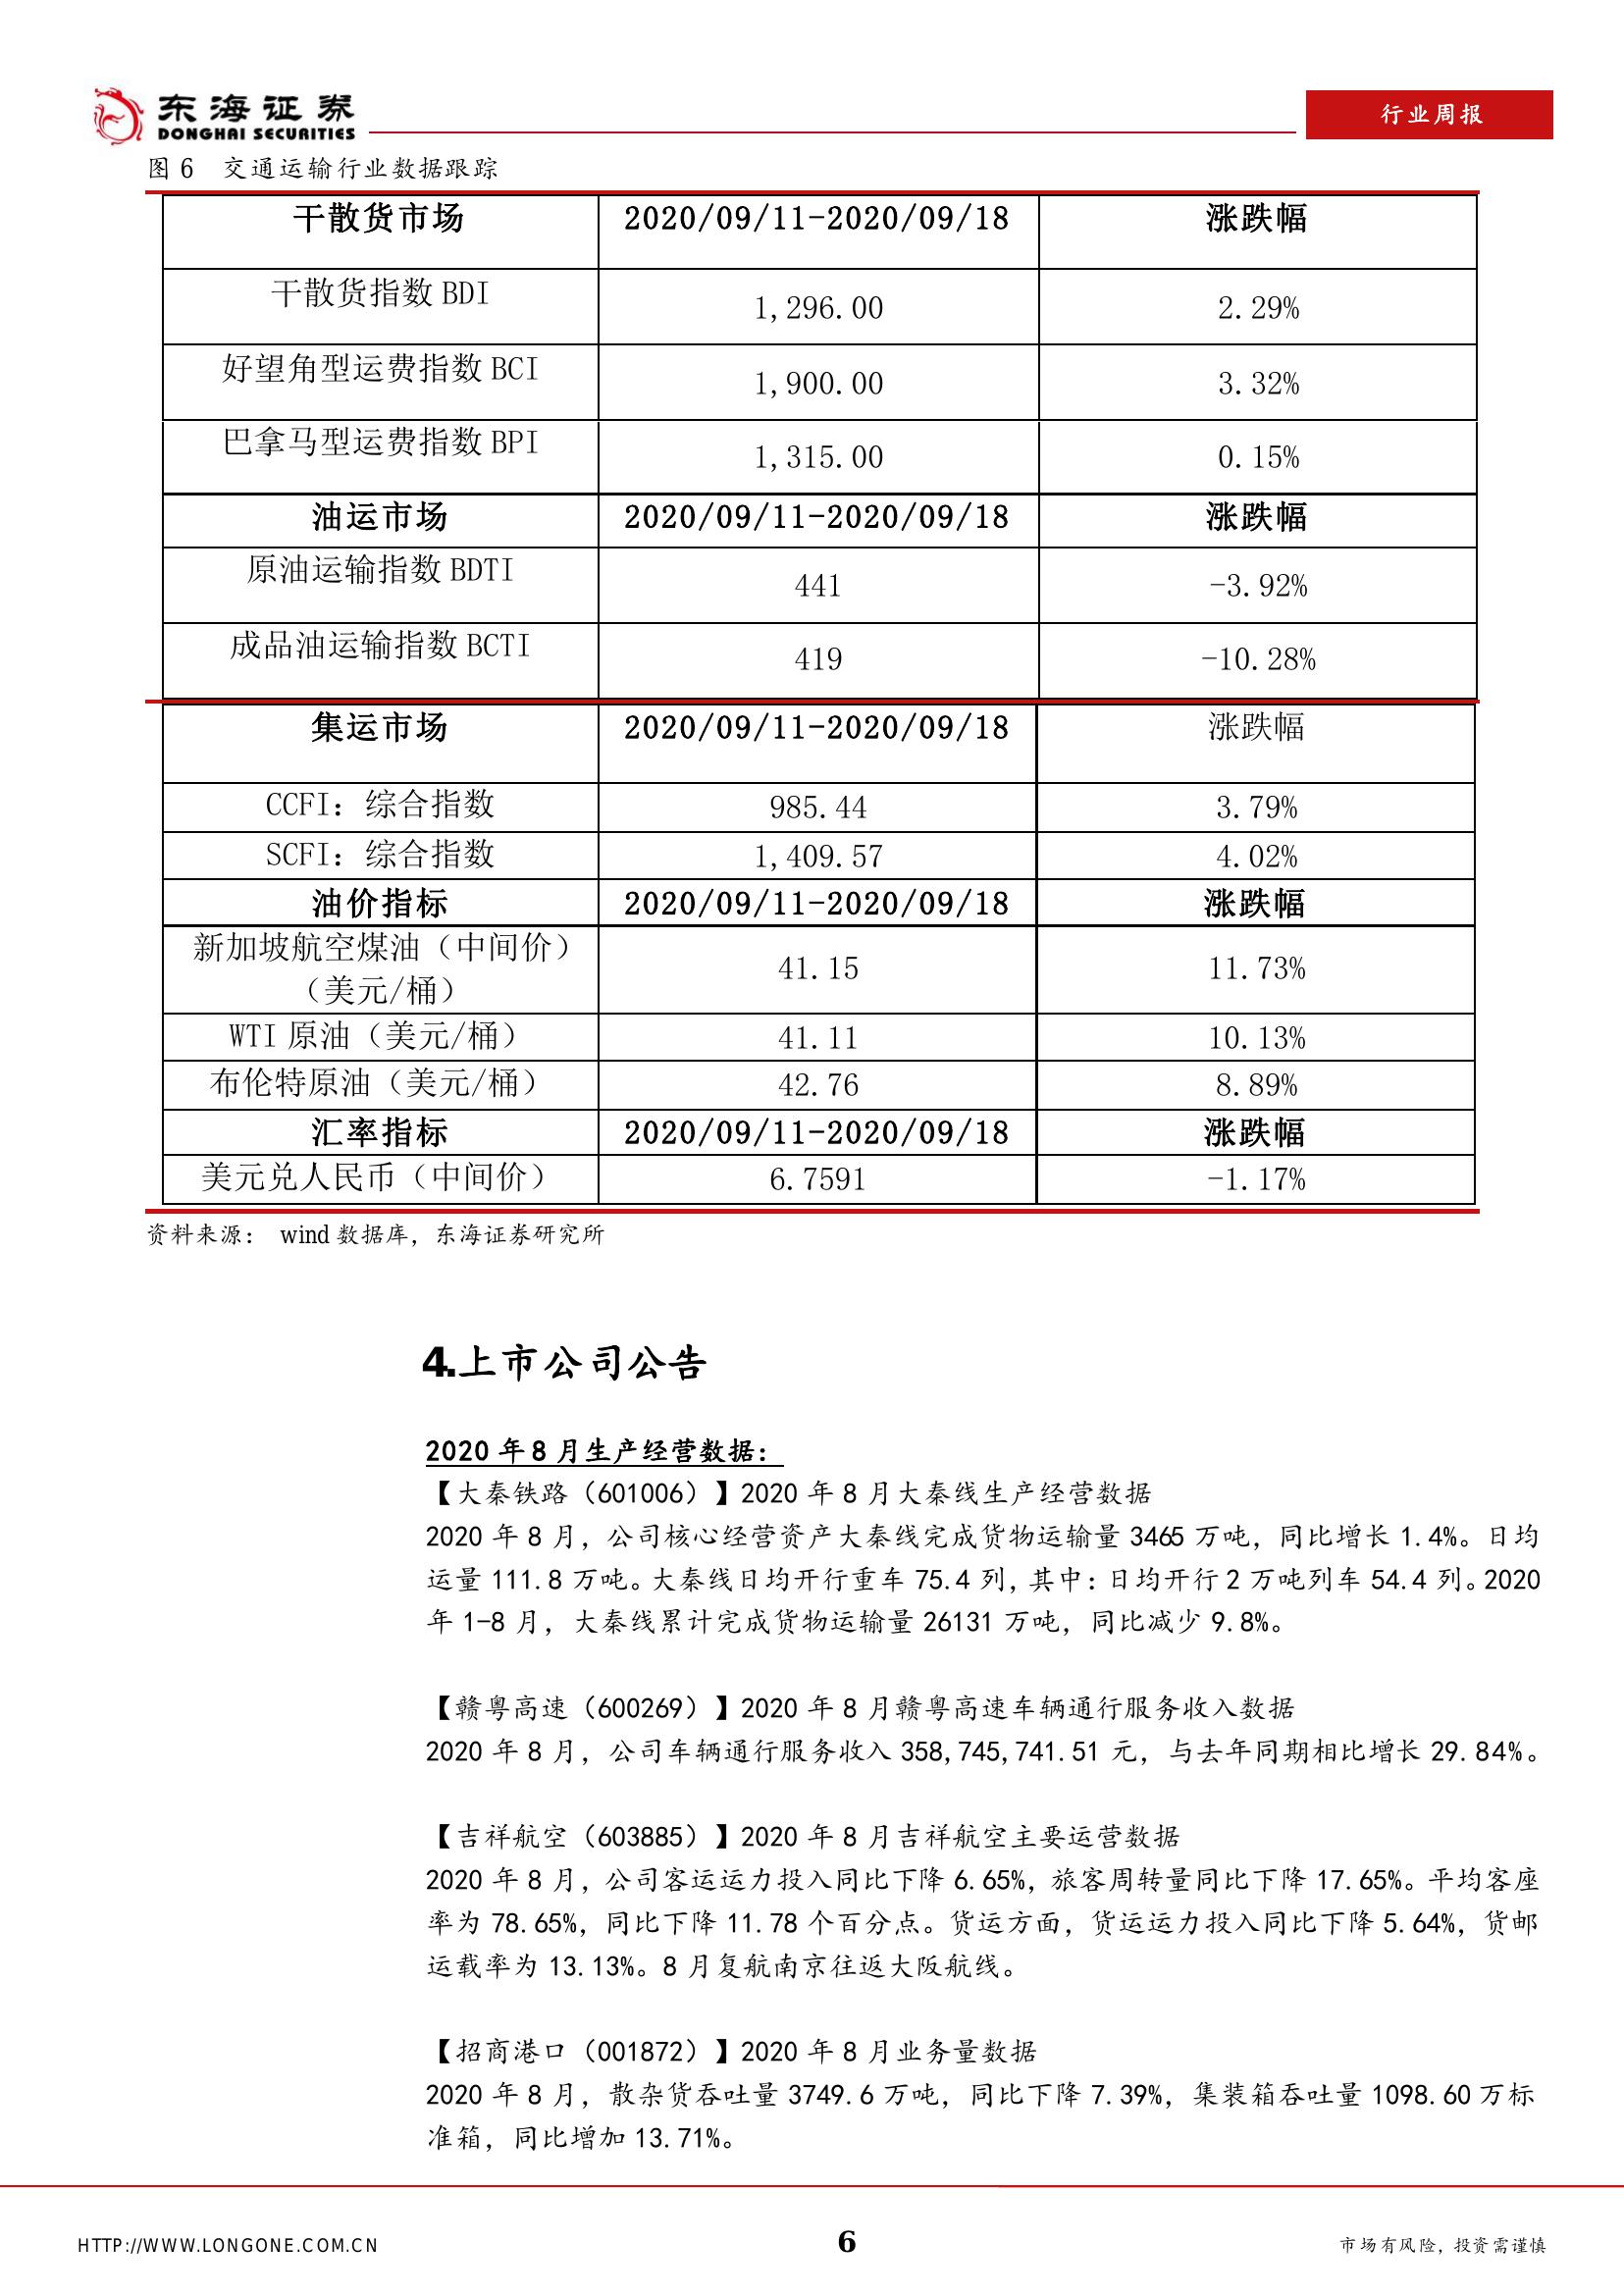 东海证券
DONGHAI SECURITIES
行业周报
图 6 交通运输行业数据跟踪
干散货市场 2020/09/11-2020/09/18 涨跌幅
干散货指数 BDI 1,296.00 2.29%
好望角型运费指数 BCI 1,900.00 3.32%
巴拿马型运费指数 BPI 1,315.00 0.15%
油运市场 2020/09/11-2020/09/18 涨跌幅
原油运输指数 BDTI 441 -3.92%
成品油运输指数 BCTI 419 -10.28%
集运市场 2020/09/11-2020/09/18 涨跌幅
CCFI：综合指数 985.44 3.79%
SCFI：综合指数 1,409.57 4.02%
油价指标 2020/09/11-2020/09/18 涨跌幅
新加坡航空煤油（中间价）
（美元/桶） 41.15 11.73%
WTI 原油（美元/桶） 41.11 10.13%
布伦特原油（美元/桶） 42.76 8.89%
汇率指标 2020/09/11-2020/09/18 涨跌幅
美元兑人民币（中间价） 6.7591 -1.17%
资料来源： wind 数据库，东海证券研究所
4.上市公司公告
2020 年 8 月生产经营数据：
【大秦铁路（601006）】2020 年 8 月大秦线生产经营数据
2020 年 8 月，公司核心经营资产大秦线完成货物运输量 3465 万吨，同比增长 1.4%。日均
运量 111.8 万吨。大秦线日均开行重车 75.4 列，其中：日均开行 2 万吨列车 54.4 列。2020
年 1-8 月，大秦线累计完成货物运输量 26131 万吨，同比减少 9.8%。
【赣粤高速（600269）】2020 年 8 月赣粤高速车辆通行服务收入数据
2020 年 8 月，公司车辆通行服务收入 358,745,741.51 元，与去年同期相比增长 29.84%。
【吉祥航空（603885）】2020 年 8 月吉祥航空主要运营数据
2020 年 8 月，公司客运运力投入同比下降 6.65%，旅客周转量同比下降 17.65%。平均客座
率为 78.65%，同比下降 11.78 个百分点。货运方面，货运运力投入同比下降 5.64%，货邮
运载率为 13.13%。8 月复航南京往返大阪航线。
【招商港口（001872）】2020 年 8 月业务量数据
2020 年 8 月，散杂货吞吐量 3749.6 万吨，同比下降 7.39%，集装箱吞吐量 1098.60 万标
准箱，同比增加 13.71%。
HTTP://WWW.LONGONE.COM.CN 6 市场有风险，投资需谨慎